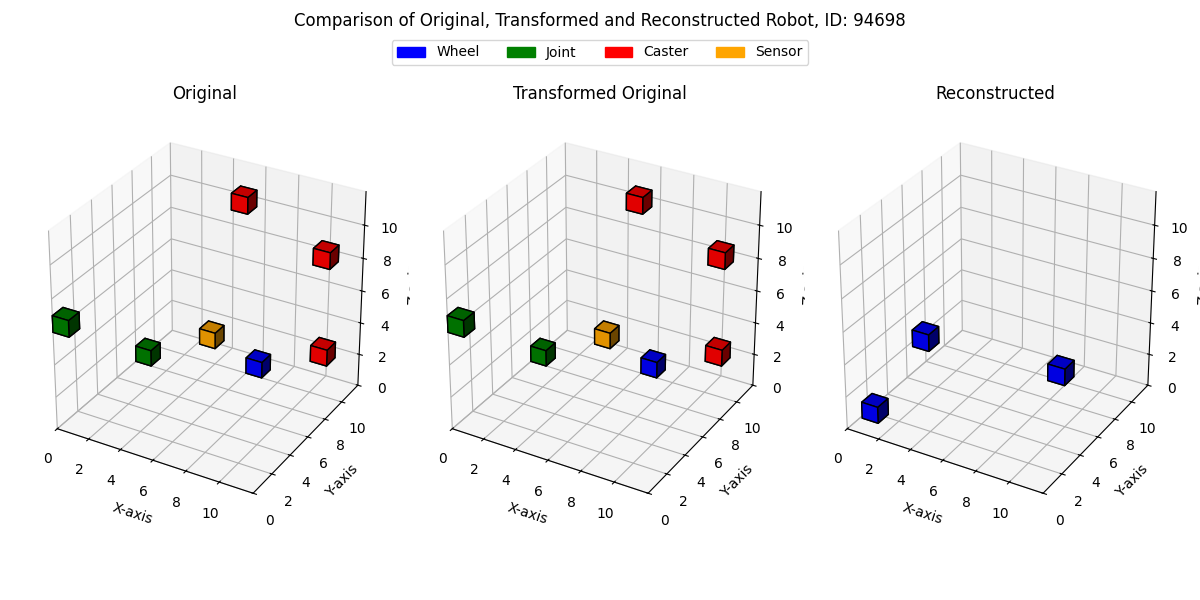 Comparison of Original, Transformed and Reconstructed Robot, ID: 94698
Wheel Joint Caster Sensor
Original
Transformed Original
Reconstructed
0 2 4 6 8 10
X-axis
0 2 4 6 8 10
Y-axis
0 2 4 6 8 10
0 2 4 6 8 10
X-axis
0 2 4 6 8 10
Y-axis
0 2 4 6 8 10
0 2 4 6 8 10
X-axis
0 2 4 6 8 10
Y-axis
0 2 4 6 8 10